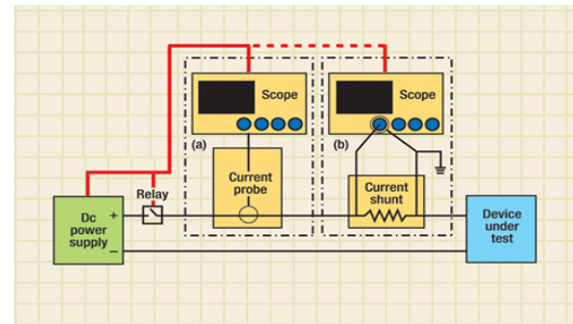 Scope
Scope
(a)
(b)
Current
probe
Current
shunt
Relay
Dc
power
supply
+
−
Device
under
test